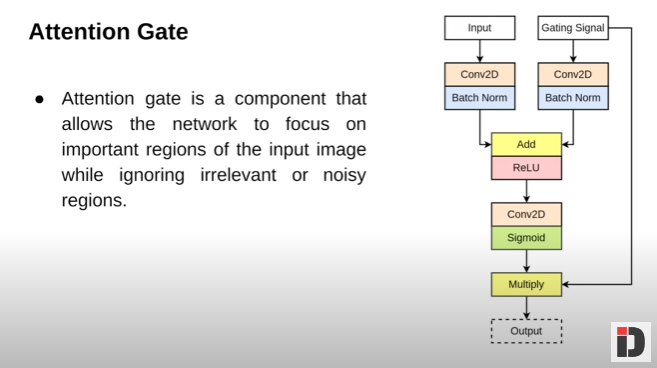 Attention Gate
● Attention gate is a component that
allows the network to focus on
important regions of the input image
while ignoring irrelevant or noisy
regions.
Input
Gating Signal
Conv2D
Batch Norm
Conv2D
Batch Norm
Add
ReLU
Conv2D
Sigmoid
Multiply
Output
iD